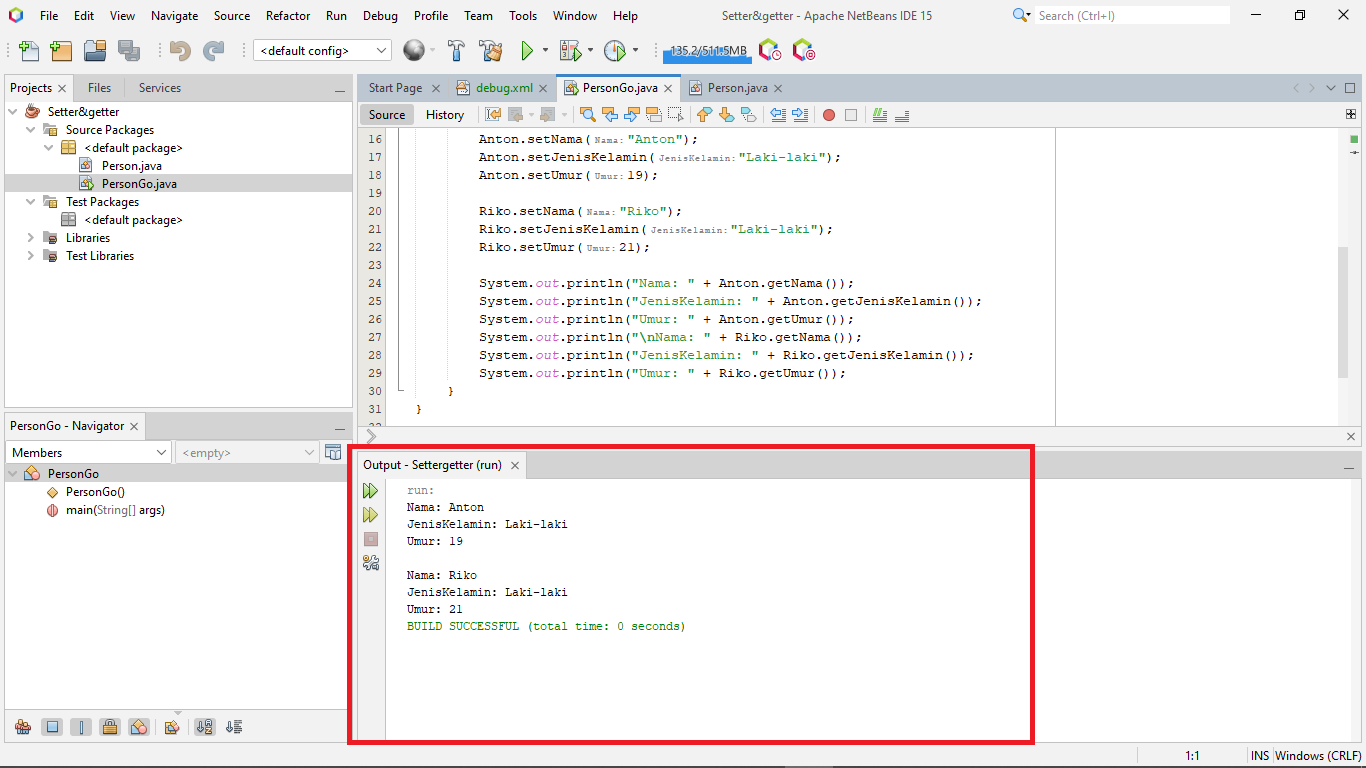 File Edit View Navigate Source Refactor Run Debug Profile Team Tools Window Help
Setter&getter - Apache NetBeans IDE 15
Search (Ctrl+I)
<default config>
135.2/511.5MB
Projects Files Services
Setter&getter
Source Packages
<default package>
Person.java
PersonGo.java
Test Packages
<default package>
Libraries
Test Libraries
Start Page debug.xml PersonGo.java Person.java
Source History
16 Anton.setNama( Nama: "Anton");
17 Anton.setJenisKelamin( JenisKelamin: "Laki-laki");
18 Anton.setUmur( Umur: 19);
19
20 Riko.setNama( Nama: "Riko");
21 Riko.setJenisKelamin( JenisKelamin: "Laki-laki");
22 Riko.setUmur( Umur: 21);
23
24 System.out.println("Nama: " + Anton.getNama());
25 System.out.println("JenisKelamin: " + Anton.getJenisKelamin());
26 System.out.println("Umur: " + Anton.getUmur());
27 System.out.println("\nNama: " + Riko.getNama());
28 System.out.println("JenisKelamin: " + Riko.getJenisKelamin());
29 System.out.println("Umur: " + Riko.getUmur());
30 }
31 }
PersonGo - Navigator
Members <empty>
PersonGo
PersonGo()
main(String[] args)
Output - Settergetter (run)
run:
Nama: Anton
JenisKelamin: Laki-laki
Umur: 19
Nama: Riko
JenisKelamin: Laki-laki
Umur: 21
BUILD SUCCESSFUL (total time: 0 seconds)
1:1 INS Windows (CRLF)